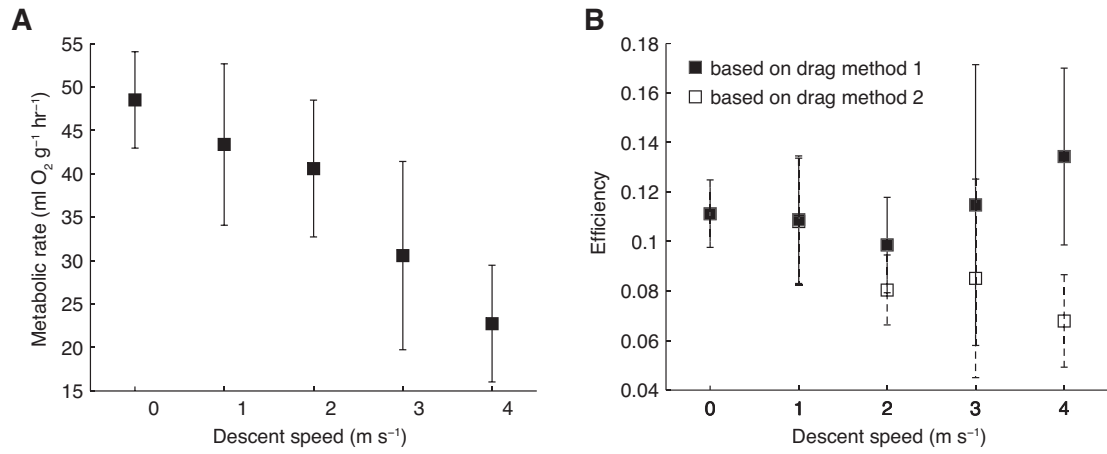 A
55
50
45
40
35
30
25
20
15
Metabolic rate (ml O₂ g⁻¹ hr⁻¹)
0 1 2 3 4
Descent speed (m s⁻¹)
B
0.18
0.16
0.14
0.12
0.1
0.08
0.06
0.04
Efficiency
based on drag method 1
based on drag method 2
0 1 2 3 4
Descent speed (m s⁻¹)